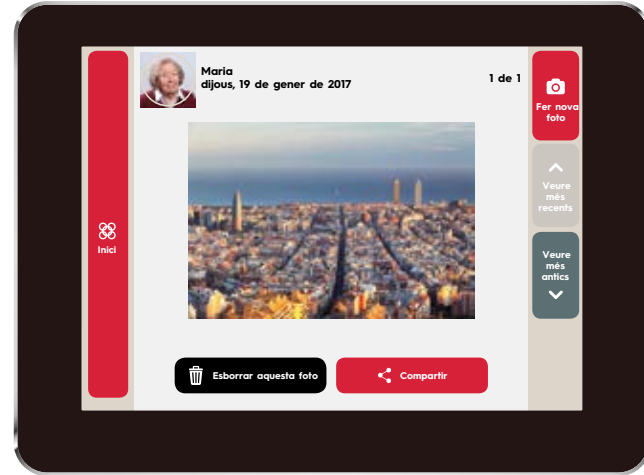 Maria
dijous, 19 de gener de 2017
1 de 1
Inici
Fer nova
foto
Veure
més
recents
Veure
més
antics
Esborrar aquesta foto
Compartir